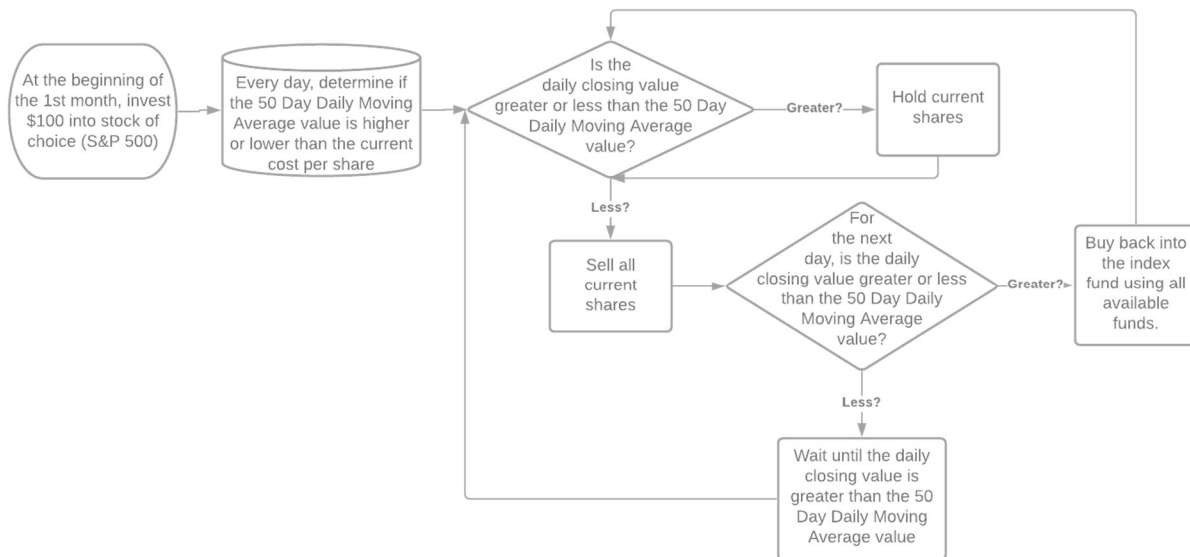 At the beginning of
the 1st month, invest
$100 into stock of
choice (S&P 500)
Every day, determine if
the 50 Day Daily Moving
Average value is higher
or lower than the current
cost per share
Is the
daily closing value
greater or less than the 50 Day
Daily Moving Average
value?
Greater?
Hold current
shares
Less?
Sell all
current
shares
For
the next
day, is the daily
closing value greater or less
than the 50 Day Daily
Moving Average
value?
Greater?
Buy back into
the index
fund using all
available
funds.
Less?
Wait until the daily
closing value is
greater than the 50
Day Daily Moving
Average value